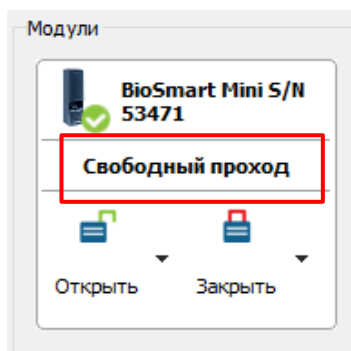 Модули
BioSmart Mini S/N
53471
Свободный проход
Открыть
Закрыть